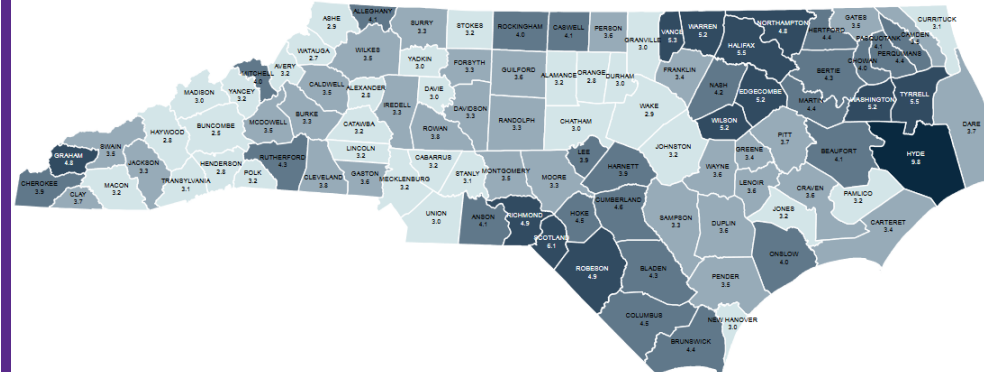 ASHE
2.9
ALLEGHANY
4.1
SURRY
3.3
STOKES
3.2
ROCKINGHAM
4.0
CASWELL
4.1
PERSON
3.6
GRANVILLE
3.0
VANCE
5.3
WARREN
5.2
HALIFAX
5.5
NORTHAMPTON
4.8
HERTFORD
4.4
GATES
3.5
PASQUOTANK
4.1
CAMDEN
CURRITUCK
3.1
PERQUIMANS
4.4
CHOWAN
4.0
BERTIE
4.3
WATAUGA
2.7
WILKES
3.6
YADKIN
3.0
FORSYTH
3.3
GUILFORD
3.6
ALAMANCE
3.2
ORANGE
2.8
DURHAM
3.0
FRANKLIN
3.4
NASH
4.2
EDGECOMBE
5.2
MARTIN
4.4
WASHINGTON
5.2
TYRRELL
5.5
DARE
3.7
MITCHELL
4.0
AVERY
3.2
CALDWELL
3.5
ALEXANDER
2.8
IREDELL
3.3
DAVIE
3.0
DAVIDSON
3.3
RANDOLPH
3.3
CHATHAM
3.0
WAKE
2.9
WILSON
5.2
MADISON
3.0
YANCEY
3.2
MCDOWELL
3.5
BURKE
3.3
CATAWBA
3.2
ROWAN
3.8
JOHNSTON
3.2
GREENE
3.4
PITT
3.7
BEAUFORT
4.1
HYDE
9.8
HAYWOOD
2.8
BUNCOMBE
2.5
LINCOLN
3.2
CABARRUS
3.2
GRAHAM
4.8
SWAIN
3.5
JACKSON
3.3
HENDERSON
2.8
POLK
3.2
RUTHERFORD
4.3
CLEVELAND
3.8
GASTON
3.6
MECKLENBURG
3.2
STANLY
3.1
MONTGOMERY
3.5
MOORE
3.3
LEE
3.9
HARNETT
3.9
WAYNE
3.6
LENOIR
3.6
CRAVEN
3.6
PAMLICO
3.2
CHEROKEE
3.9
CLAY
3.7
MACON
3.2
TRANSYLVANIA
3.1
UNION
3.0
ANSON
4.1
RICHMOND
4.9
SCOTLAND
6.1
HOKE
4.5
CUMBERLAND
4.6
SAMPSON
3.3
DUPLIN
3.6
JONES
3.2
CARTERET
3.4
ROBESON
4.9
BLADEN
4.3
PENDER
3.5
ONSLOW
4.0
COLUMBUS
4.5
NEW HANOVER
3.0
BRUNSWICK
4.4